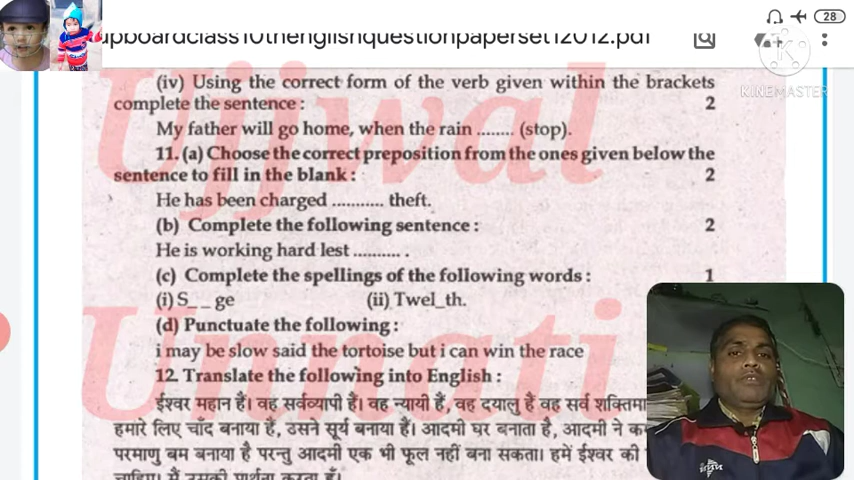 28
upboardclass10thenglishquestionpaperset12012.pdf
KINEMASTER
(iv) Using the correct form of the verb given within the brackets
complete the sentence : 2
My father will go home, when the rain ........ (stop).
11. (a) Choose the correct preposition from the ones given below the
sentence to fill in the blank : 2
He has been charged ........... theft.
(b) Complete the following sentence : 2
He is working hard lest .......... .
(c) Complete the spellings of the following words : 1
(i) S_ _ ge (ii) Twel_th.
(d) Punctuate the following :
i may be slow said the tortoise but i can win the race
12. Translate the following into English :
ईश्वर महान हैं। वह सर्वव्यापी हैं। वह न्यायी हैं, वह दयालु हैं वह सर्व
हमारे लिए चाँद बनाया है, उसने सूर्य बनाया हैं। आदमी घर बनाता है, आदमी ने
परमाणु बम बनाया है परन्तु आदमी एक भी फूल नहीं बना सकता। हमें ईश्वर की
Ujjwal
Unnati